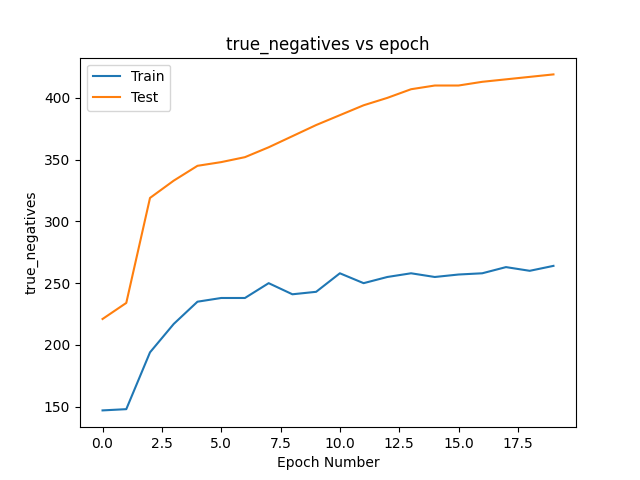 true_negatives vs epoch
Train
Test
400
350
300
250
200
150
true_negatives
0.0 2.5 5.0 7.5 10.0 12.5 15.0 17.5
Epoch Number